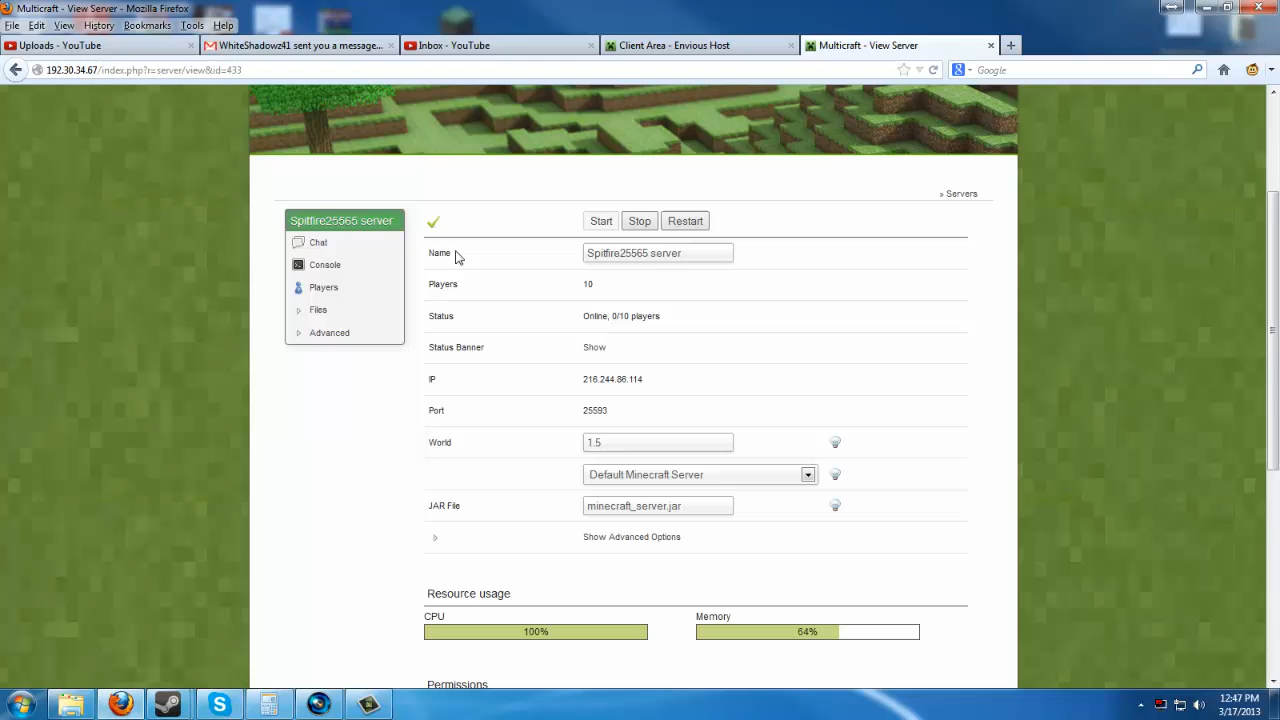 Multicraft - View Server - Mozilla Firefox
File Edit View History Bookmarks Tools Help
Uploads - YouTube
WhiteShadowz41 sent you a message...
Inbox - YouTube
Client Area - Envious Host
Multicraft - View Server
192.30.34.67/index.php?r=server/view&id=433
Google
» Servers
Spitfire25565 server
Chat
Console
Players
Files
Advanced
Start Stop Restart
Name Spitfire25565 server
Players 10
Status Online, 0/10 players
Status Banner Show
IP 216.244.86.114
Port 25593
World 1.5
Default Minecraft Server
JAR File minecraft_server.jar
Show Advanced Options
Resource usage
CPU Memory
100% 64%
Permissions
12:47 PM
3/17/2013